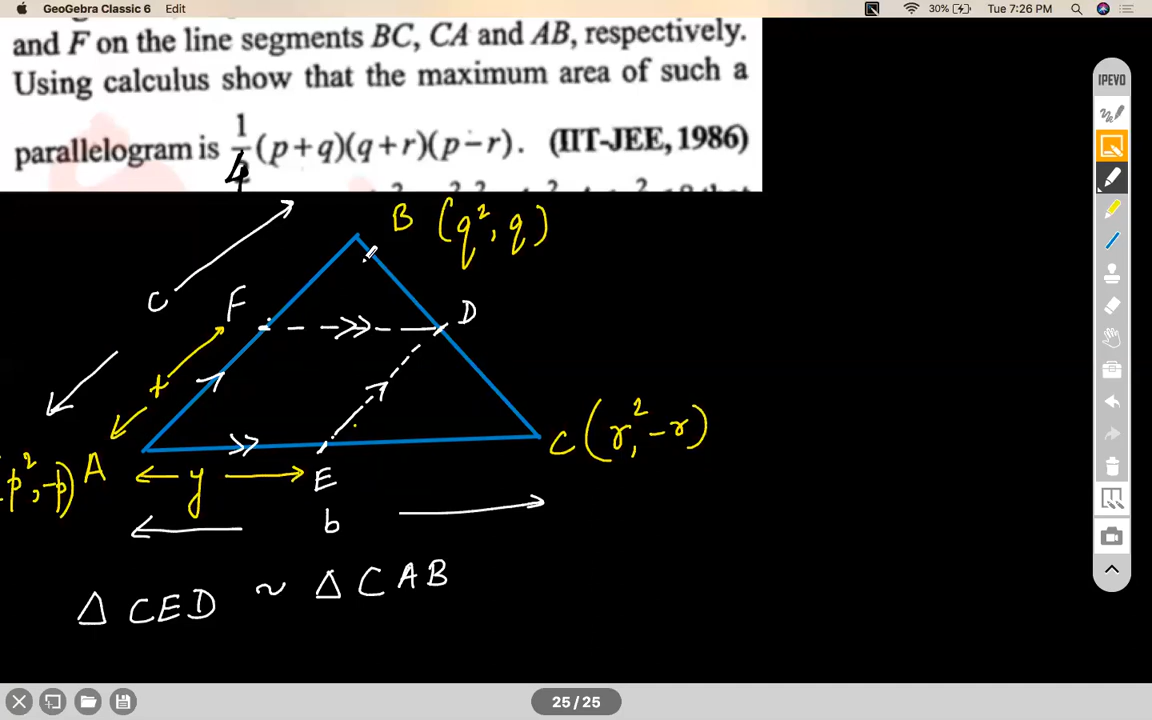 GeoGebra Classic 6 Edit 30% Tue 7:26 PM
IPEVO
and F on the line segments BC, CA and AB, respectively.
Using calculus show that the maximum area of such a
parallelogram is 1/4 (p+q)(q+r)(p−r). (IIT-JEE, 1986)
B (q², q)
C
F
D
x
C (r², −r)
p², −p) A
y
E
b
Δ CED ~ Δ CAB
25 / 25